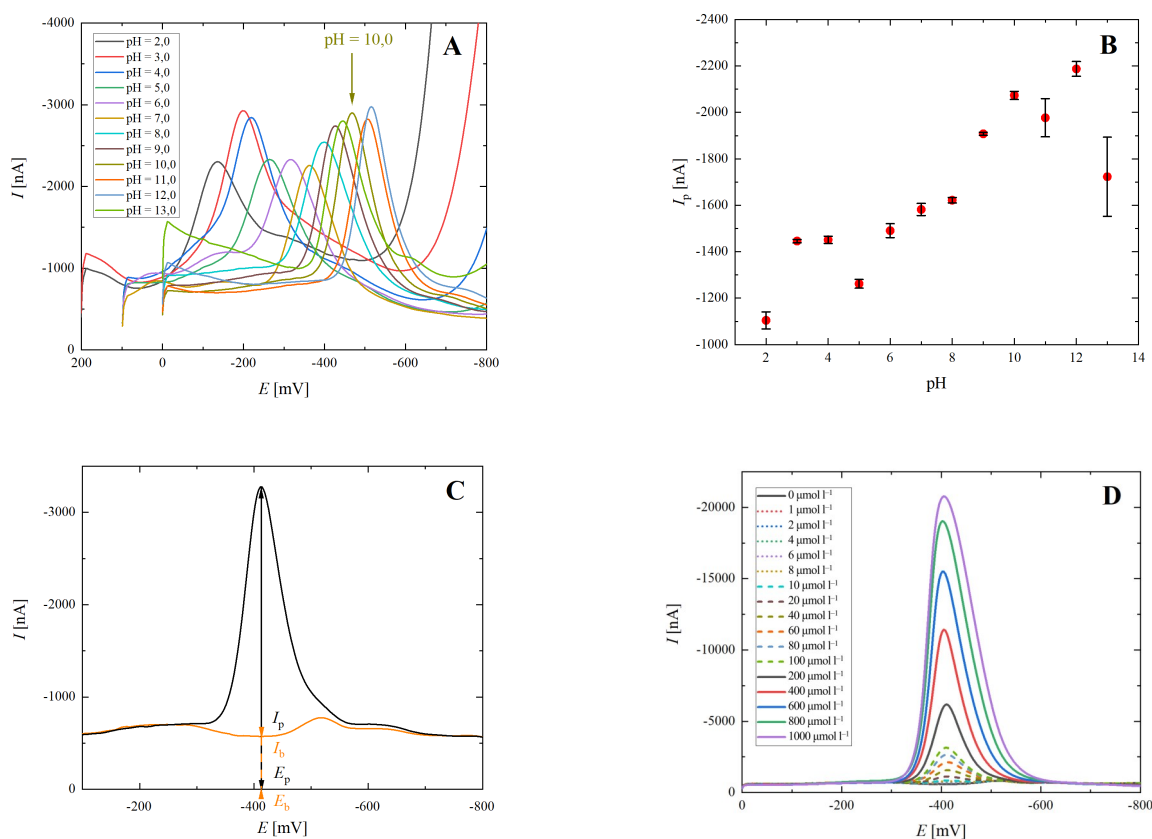 A
pH = 10,0
pH = 2,0
pH = 3,0
pH = 4,0
pH = 5,0
pH = 6,0
pH = 7,0
pH = 8,0
pH = 9,0
pH = 10,0
pH = 11,0
pH = 12,0
pH = 13,0
-4000
-3000
-2000
-1000
0
I [nA]
200 0 -200 -400 -600 -800
E [mV]
B
-2400
-2200
-2000
-1800
-1600
-1400
-1200
-1000
Ip [nA]
2 4 6 8 10 12 14
pH
C
-3000
-2000
-1000
0
I [nA]
Ip
Ib
Ep
Eb
-200 -400 -600 -800
E [mV]
D
0 µmol l⁻¹
1 µmol l⁻¹
2 µmol l⁻¹
4 µmol l⁻¹
6 µmol l⁻¹
8 µmol l⁻¹
10 µmol l⁻¹
20 µmol l⁻¹
40 µmol l⁻¹
60 µmol l⁻¹
80 µmol l⁻¹
100 µmol l⁻¹
200 µmol l⁻¹
400 µmol l⁻¹
600 µmol l⁻¹
800 µmol l⁻¹
1000 µmol l⁻¹
-20000
-15000
-10000
-5000
0
I [nA]
0 -200 -400 -600 -800
E [mV]